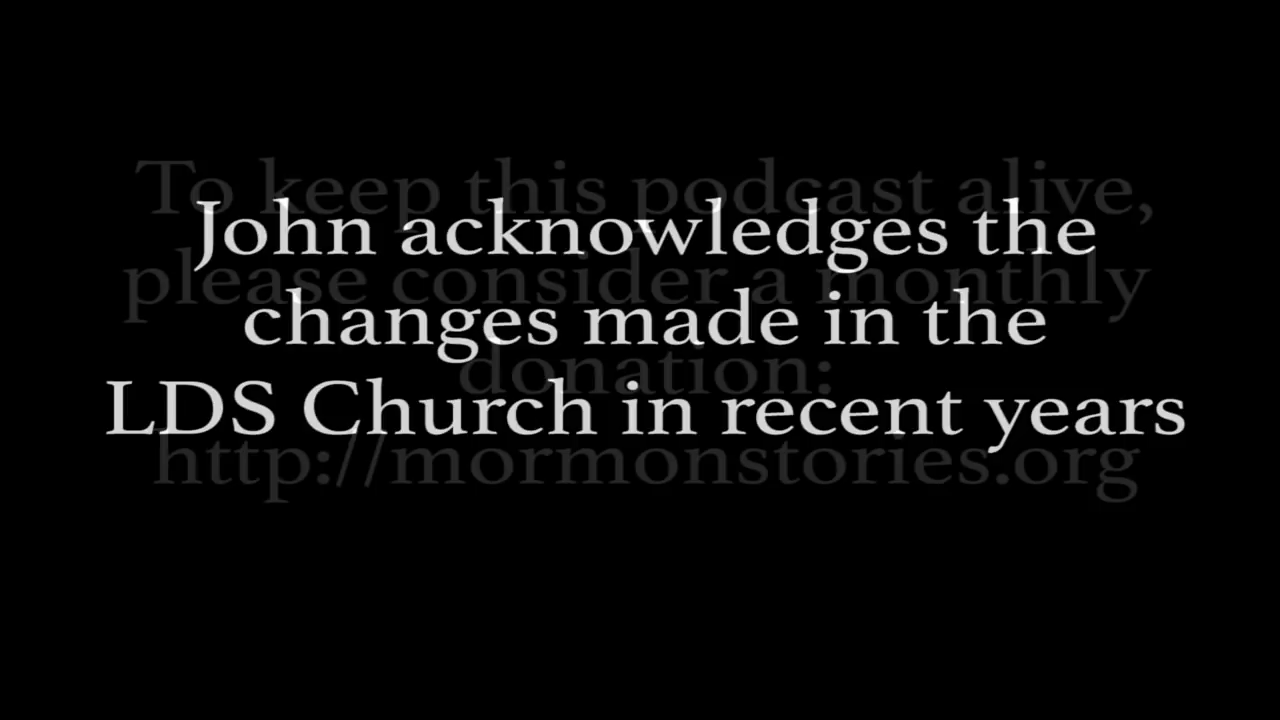 To keep this podcast alive,
please consider a monthly
donation:
http://mormonstories.org
John acknowledges the
changes made in the
LDS Church in recent years